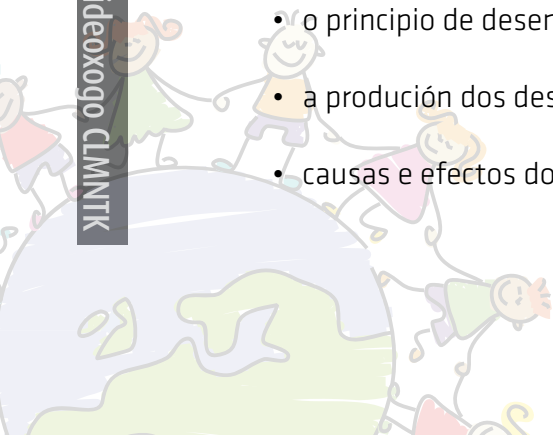 o principio de
a produción dos
causas e efectos
CLMNTK